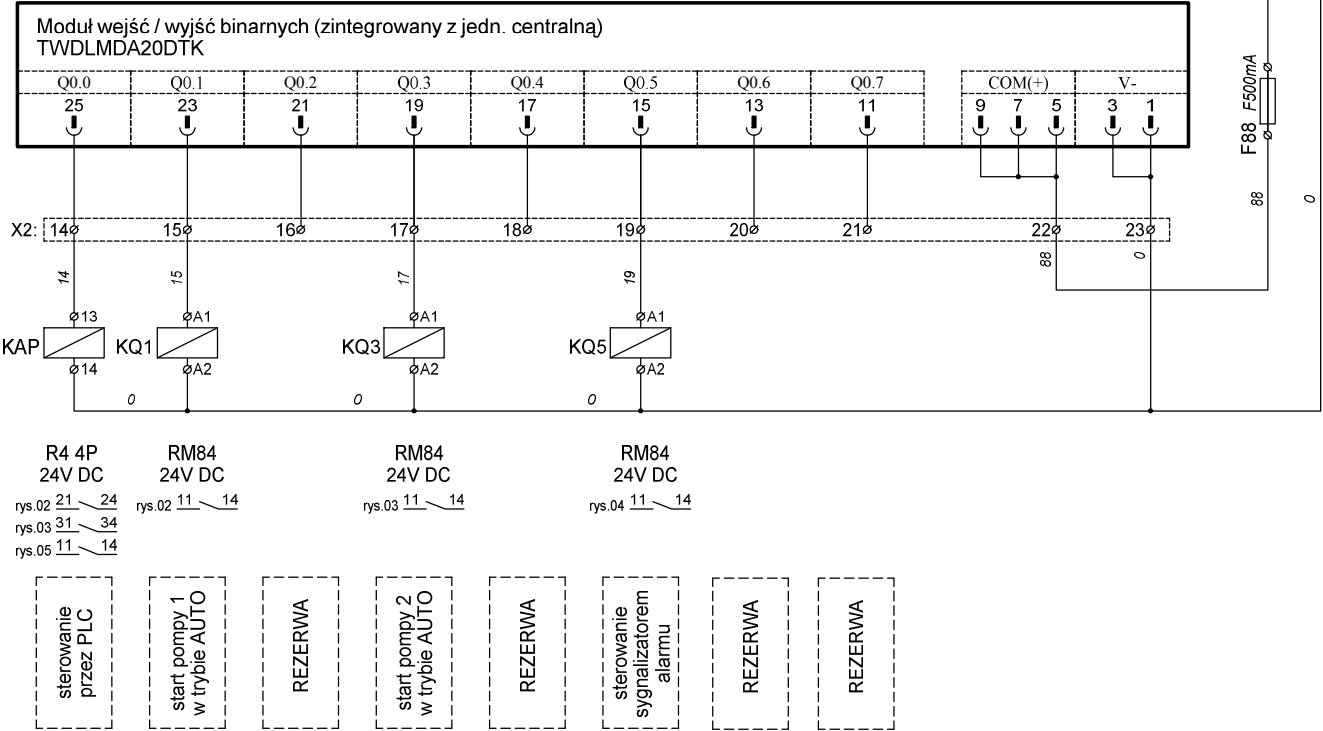 Moduł wejść / wyjść binarnych (zintegrowany z jedn. centralną)
TWDLMDA20DTK
Q0.0 Q0.1 Q0.2 Q0.3 Q0.4 Q0.5 Q0.6 Q0.7 COM(+) V-
25 23 21 19 17 15 13 11 9 7 5 3 1
F88 F500mA
88 0
X2: 14 15 16 17 18 19 20 21 22 23
14 15 17 19 88 0
13 A1 A1 A1
KAP KQ1 KQ3 KQ5
14 A2 A2 A2
0 0 0
R4 4P
24V DC
rys.02 21 24
rys.03 31 34
rys.05 11 14
RM84
24V DC
rys.02 11 14
RM84
24V DC
rys.03 11 14
RM84
24V DC
rys.04 11 14
sterowanie
przez PLC
start pompy 1
w trybie AUTO
REZERWA
start pompy 2
w trybie AUTO
REZERWA
sterowanie
sygnalizatorem
alarmu
REZERWA
REZERWA